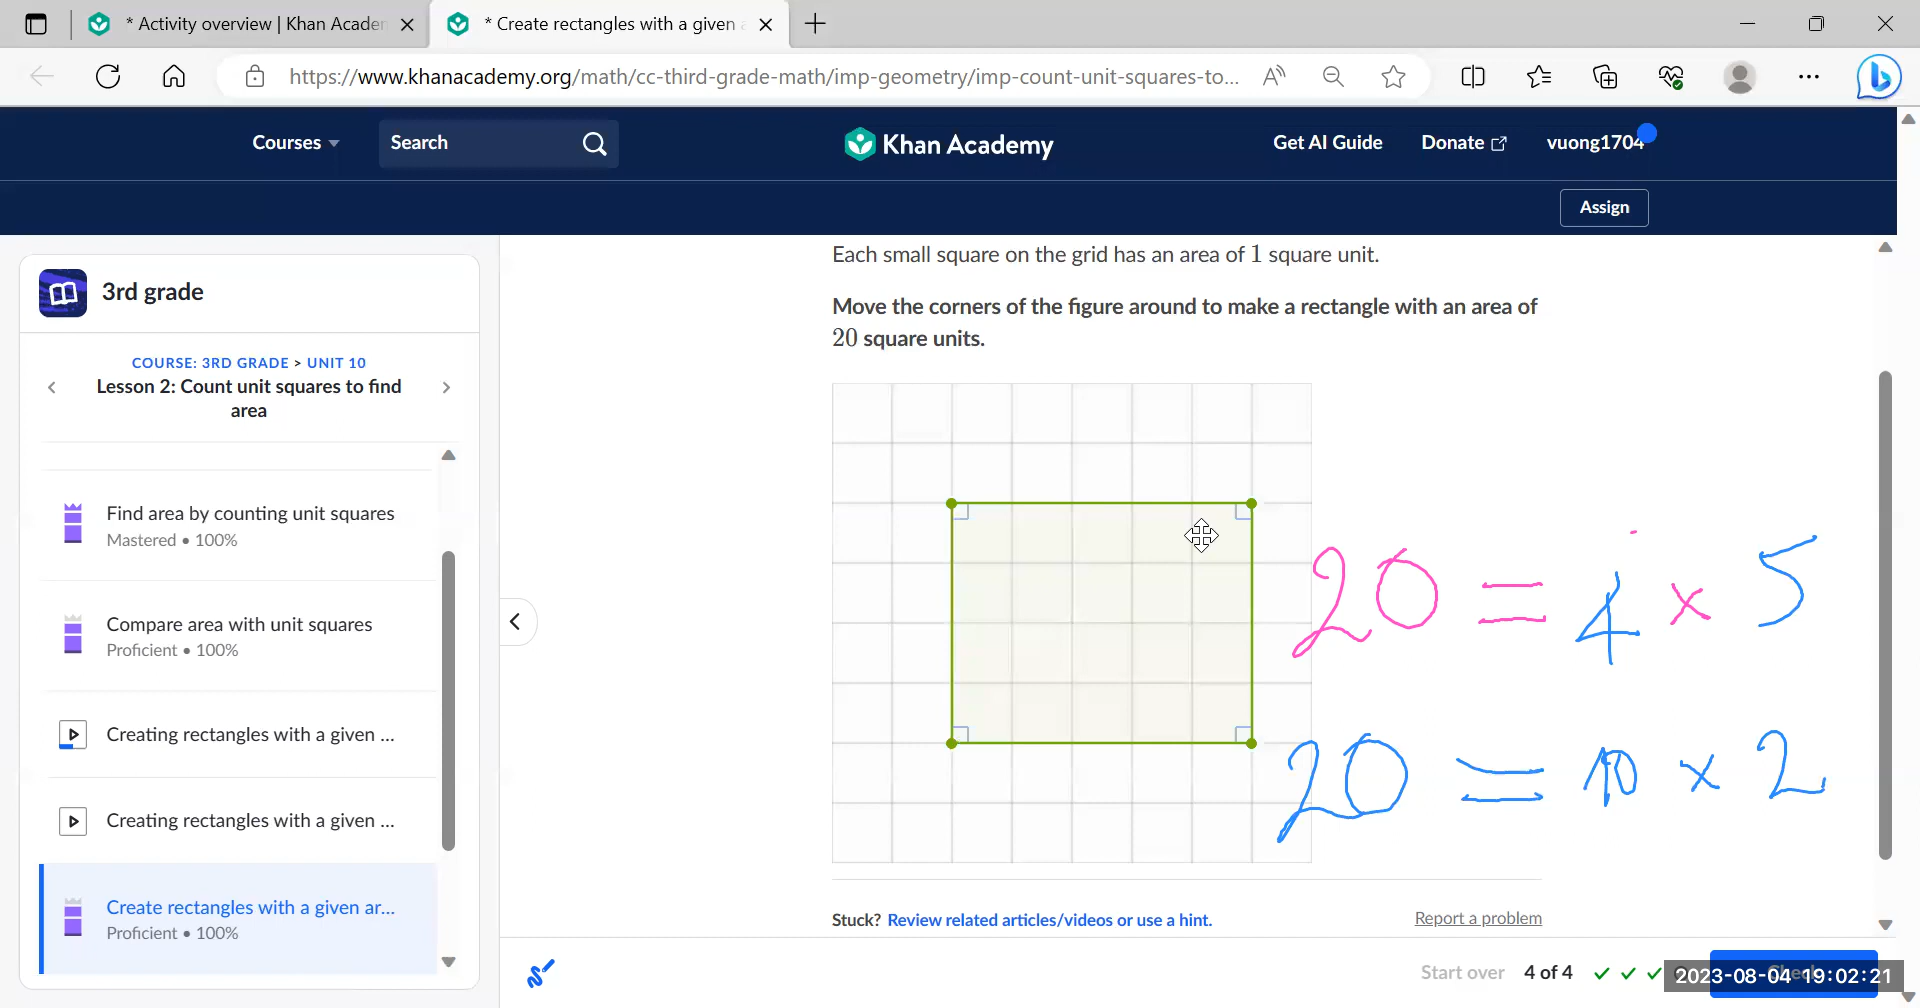 * Activity overview | Khan Acade
* Create rectangles with a given
https://www.khanacademy.org/math/cc-third-grade-math/imp-geometry/imp-count-unit-squares-to...
Courses
Search
Khan Academy
Get AI Guide
Donate
vuong1704
Assign
3rd grade
COURSE: 3RD GRADE > UNIT 10
Lesson 2: Count unit squares to find
area
Find area by counting unit squares
Mastered • 100%
Compare area with unit squares
Proficient • 100%
Creating rectangles with a given ...
Creating rectangles with a given ...
Create rectangles with a given ar...
Proficient • 100%
Each small square on the grid has an area of 1 square unit.
Move the corners of the figure around to make a rectangle with an area of
20 square units.
20 = 4 x 5
20 = 10 x 2
Stuck? Review related articles/videos or use a hint.
Report a problem
Start over
4 of 4
2023-08-04 19:02:21